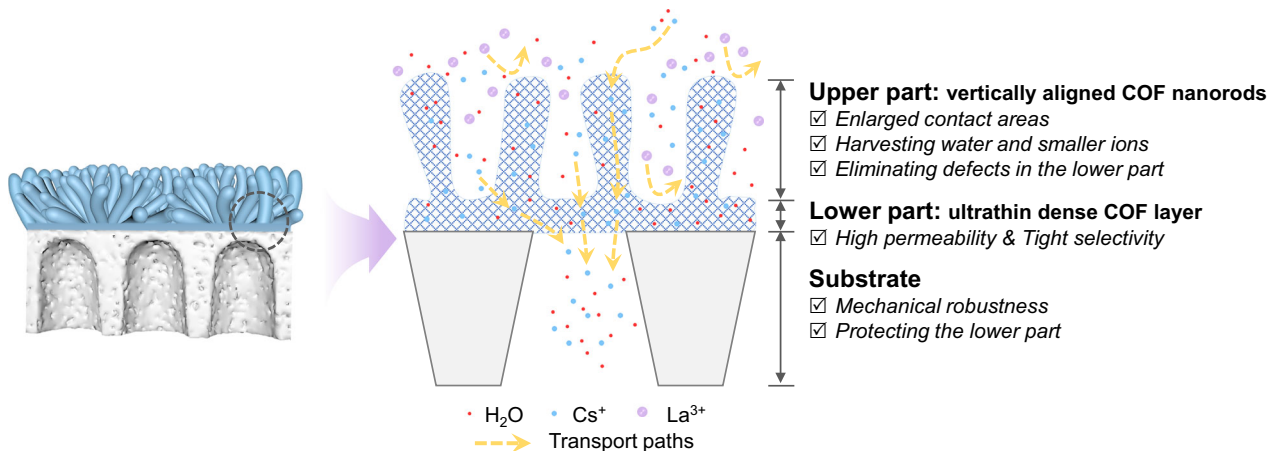 Upper part: vertically aligned COF nanorods
☑ Enlarged contact areas
☑ Harvesting water and smaller ions
☑ Eliminating defects in the lower part
Lower part: ultrathin dense COF layer
☑ High permeability & Tight selectivity
Substrate
☑ Mechanical robustness
☑ Protecting the lower part
H₂O Cs⁺ La³⁺
Transport paths